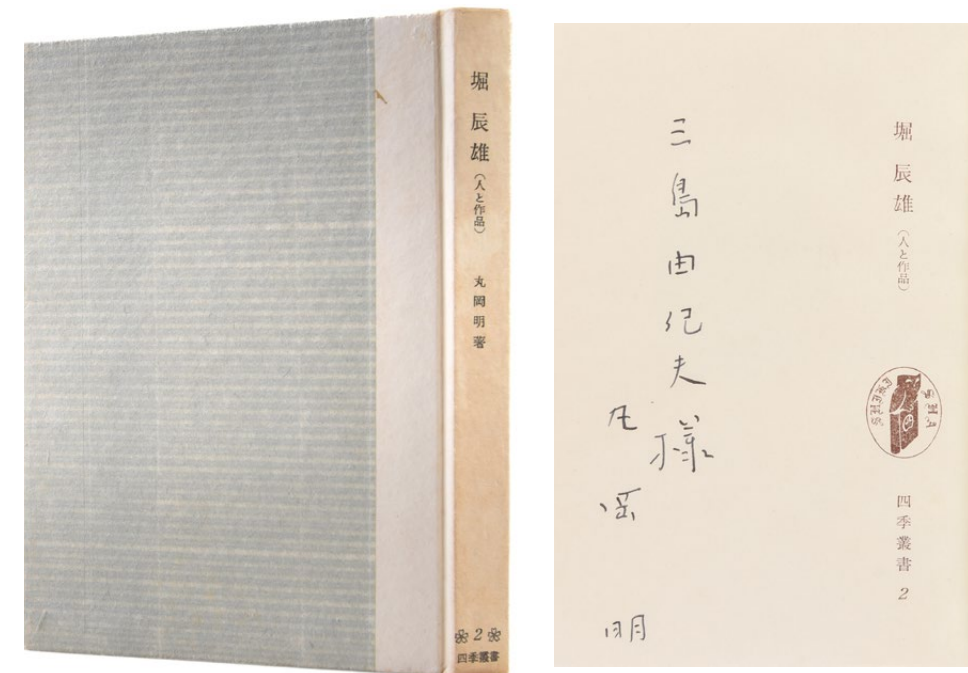 堀 辰雄（人と作品） 丸岡明著
2
四季叢書
堀 辰雄（人と作品）
四季叢書 2
三島由紀夫様
丸岡明